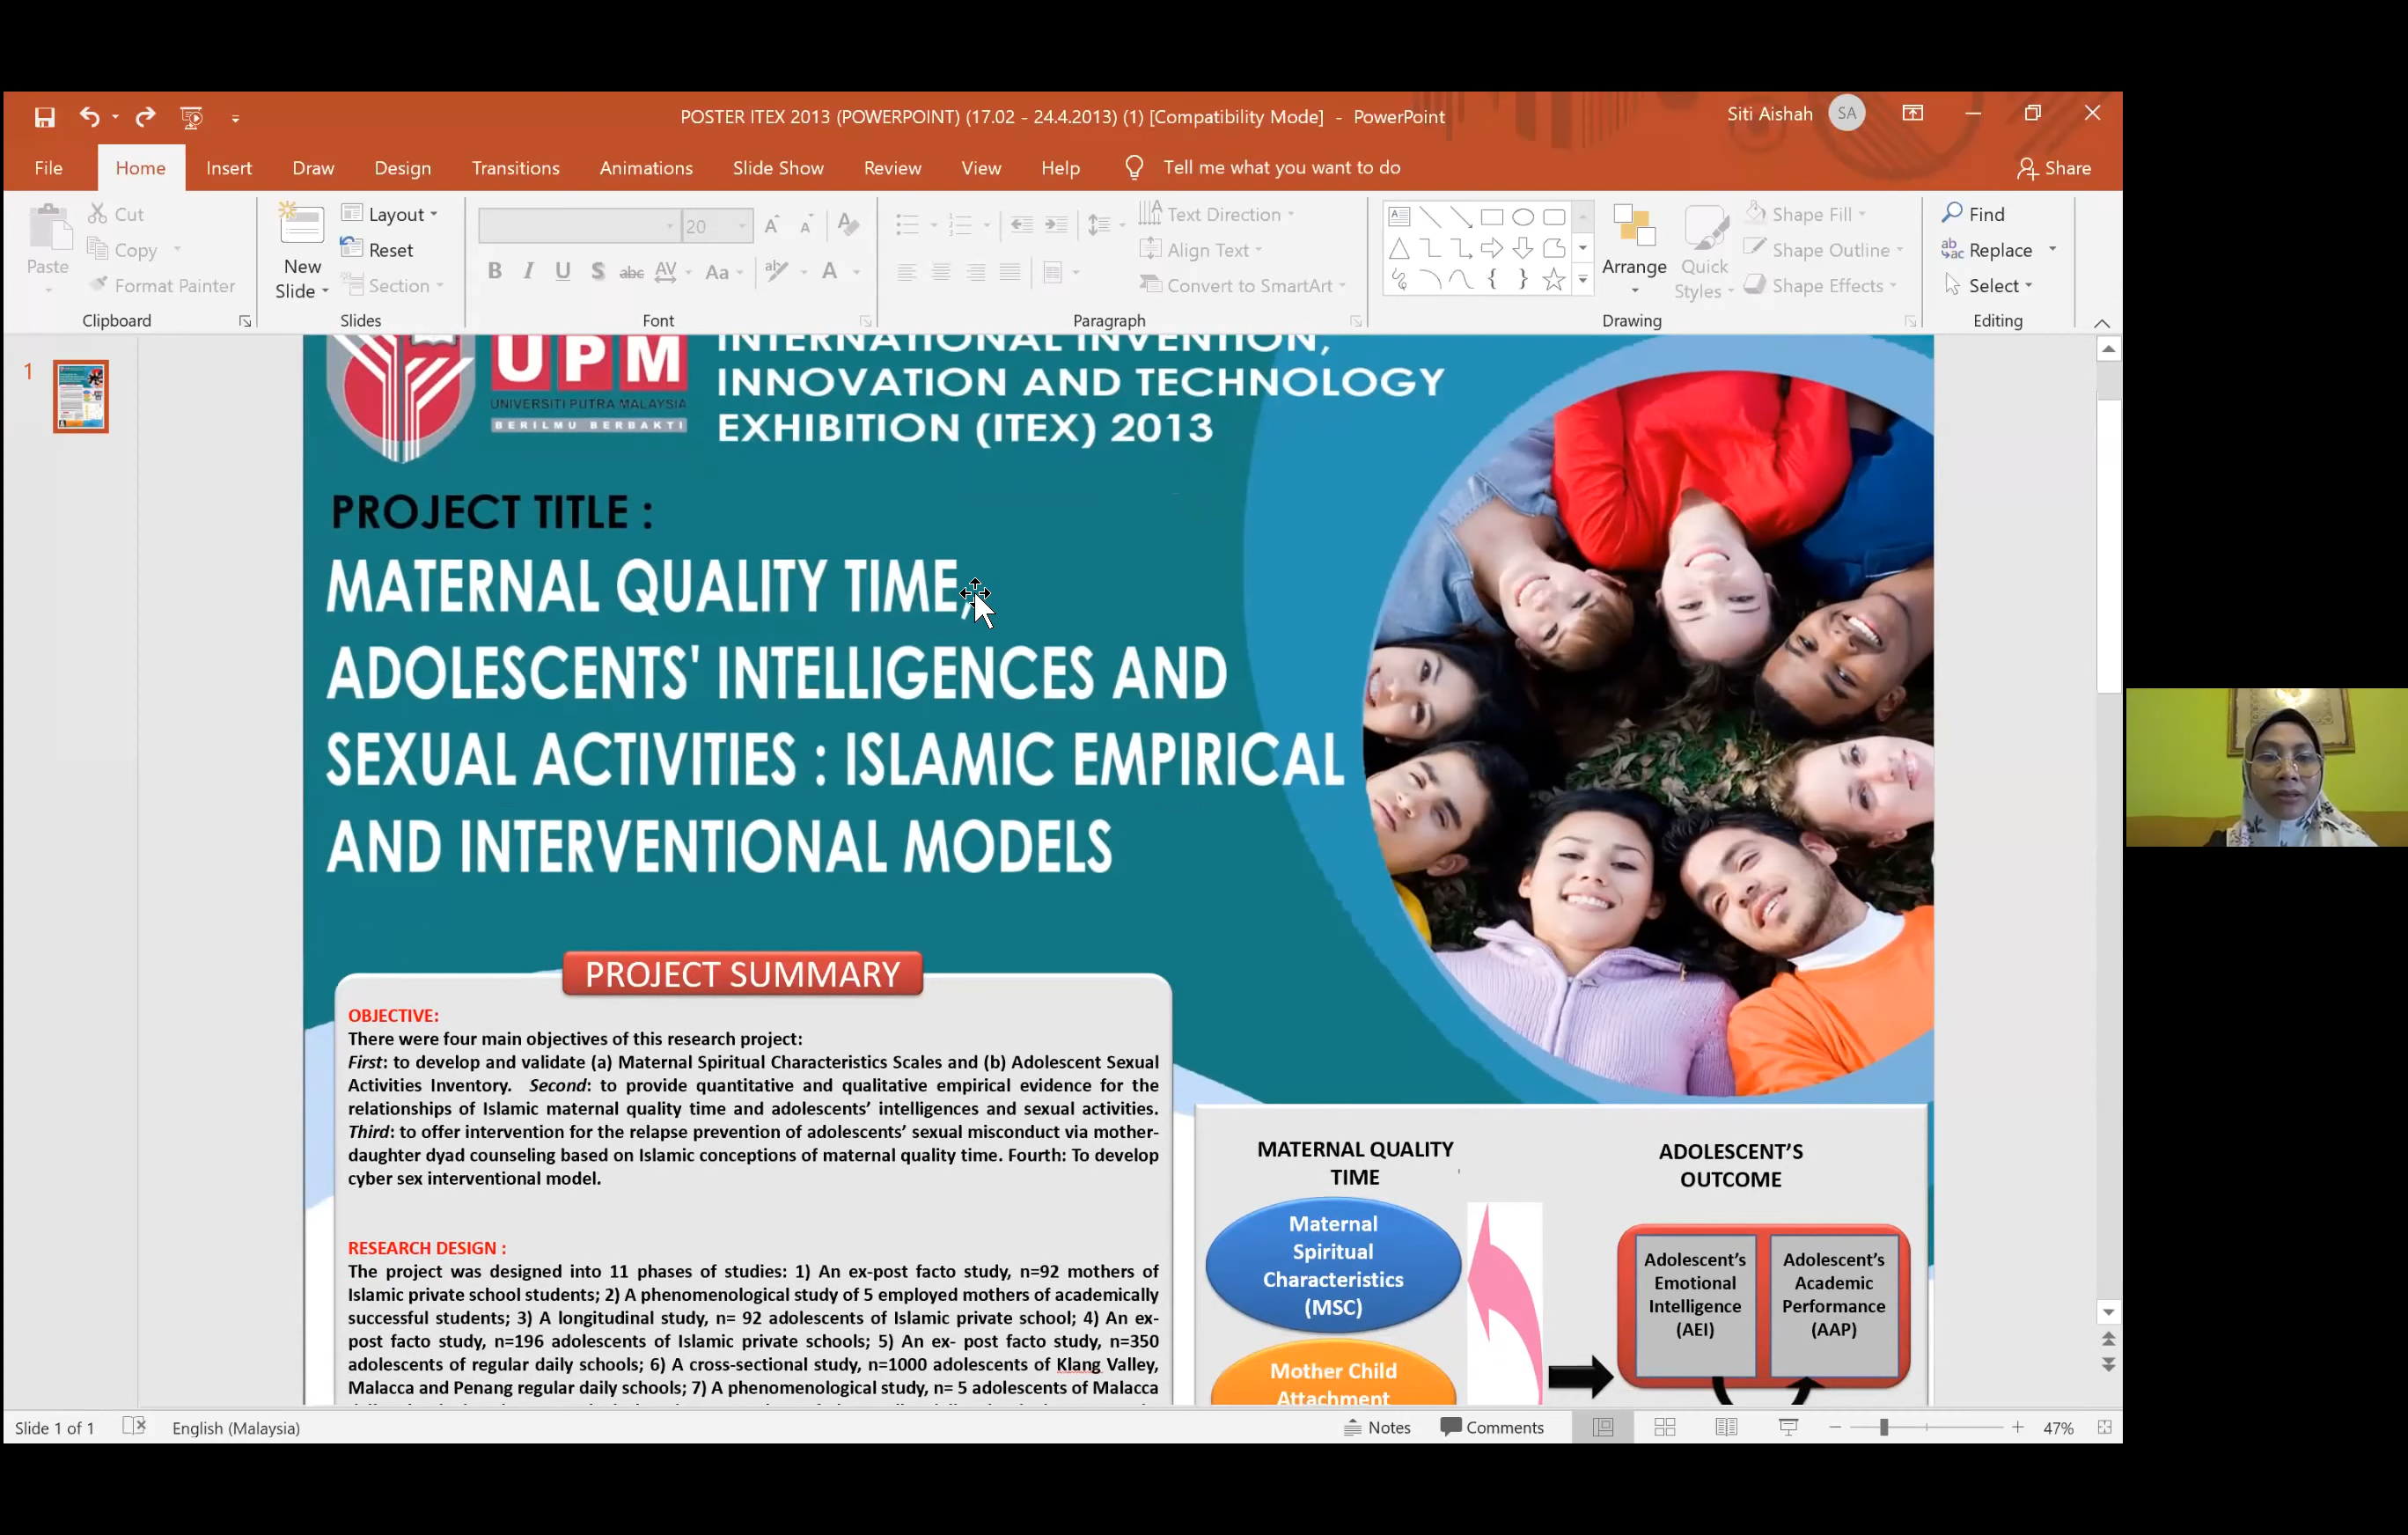 POSTER ITEX 2013 (POWERPOINT) (17.02 - 24.4.2013) (1) [Compatibility Mode] - PowerPoint
Siti Aishah
SA
File
Home
Insert
Draw
Design
Transitions
Animations
Slide Show
Review
View
Help
Tell me what you want to do
Share
Paste
Cut
Copy
Format Painter
Clipboard
New
Slide
Layout
Reset
Section
Slides
20
B I U S abc AV Aa A
Font
Text Direction
Align Text
Convert to SmartArt
Paragraph
Arrange
Quick
Styles
Shape Fill
Shape Outline
Shape Effects
Drawing
Find
Replace
Select
Editing
1
UPM
UNIVERSITI PUTRA MALAYSIA
BERILMU BERBAKTI
INTERNATIONAL INVENTION,
INNOVATION AND TECHNOLOGY
EXHIBITION (ITEX) 2013
PROJECT TITLE :
MATERNAL QUALITY TIME,
ADOLESCENTS' INTELLIGENCES AND
SEXUAL ACTIVITIES : ISLAMIC EMPIRICAL
AND INTERVENTIONAL MODELS
PROJECT SUMMARY
OBJECTIVE:
There were four main objectives of this research project:
First: to develop and validate (a) Maternal Spiritual Characteristics Scales and (b) Adolescent Sexual
Activities Inventory. Second: to provide quantitative and qualitative empirical evidence for the
relationships of Islamic maternal quality time and adolescents’ intelligences and sexual activities.
Third: to offer intervention for the relapse prevention of adolescents’ sexual misconduct via mother-
daughter dyad counseling based on Islamic conceptions of maternal quality time. Fourth: To develop
cyber sex interventional model.
RESEARCH DESIGN :
The project was designed into 11 phases of studies: 1) An ex-post facto study, n=92 mothers of
Islamic private school students; 2) A phenomenological study of 5 employed mothers of academically
successful students; 3) A longitudinal study, n= 92 adolescents of Islamic private school; 4) An ex-
post facto study, n=196 adolescents of Islamic private schools; 5) An ex- post facto study, n=350
adolescents of regular daily schools; 6) A cross-sectional study, n=1000 adolescents of Klang Valley,
Malacca and Penang regular daily schools; 7) A phenomenological study, n= 5 adolescents of Malacca
MATERNAL QUALITY
TIME
Maternal
Spiritual
Characteristics
(MSC)
Mother Child
Attachment
ADOLESCENT’S
OUTCOME
Adolescent’s
Emotional
Intelligence
(AEI)
Adolescent’s
Academic
Performance
(AAP)
Slide 1 of 1
English (Malaysia)
Notes
Comments
47%